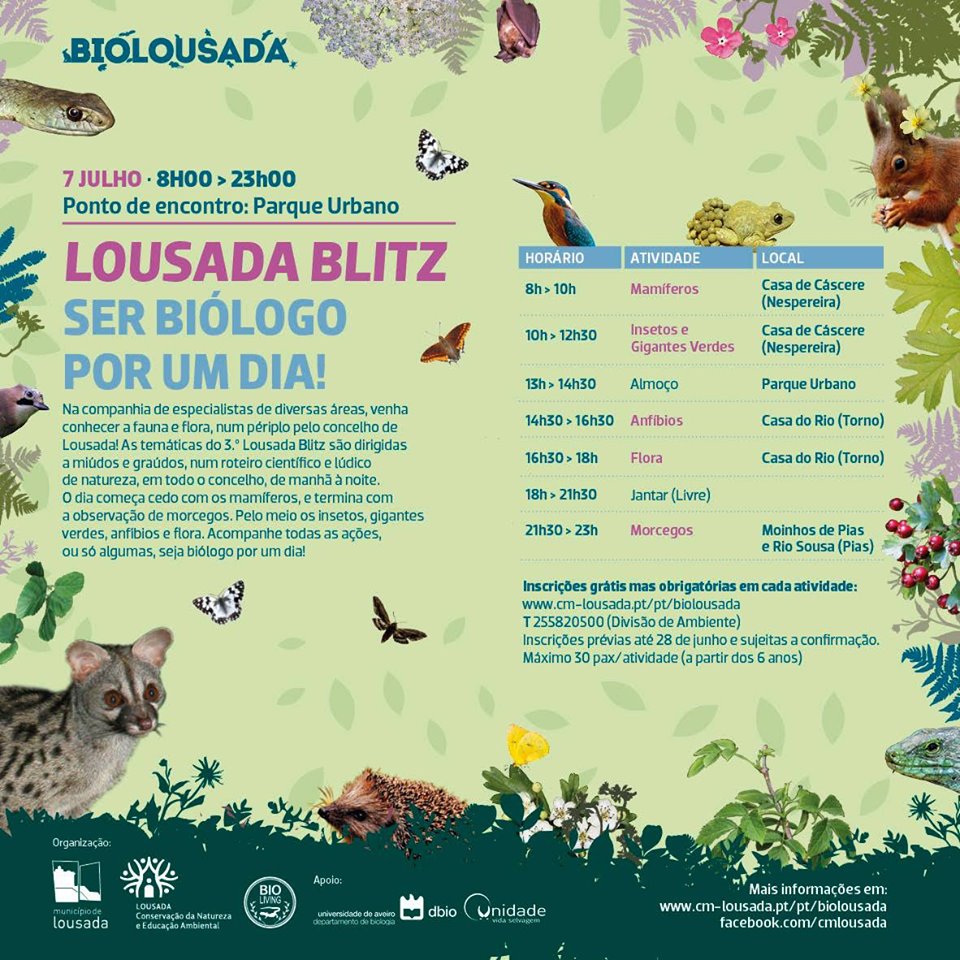 BIOLOUSADA
7 JULHO · 8H00 > 23h00
Ponto de encontro: Parque Urbano
LOUSADA BLITZ
SER BIÓLOGO
POR UM DIA!
Na companhia de especialistas de diversas áreas, venha
conhecer a fauna e flora, num périplo pelo concelho de
Lousada! As temáticas do 3.º Lousada Blitz são dirigidas
a miúdos e graúdos, num roteiro científico e lúdico
de natureza, em todo o concelho, de manhã à noite.
O dia começa cedo com os mamíferos, e termina com
a observação de morcegos. Pelo meio os insetos, gigantes
verdes, anfíbios e flora. Acompanhe todas as ações,
ou só algumas, seja biólogo por um dia!
HORÁRIO ATIVIDADE LOCAL
8h > 10h Mamíferos Casa de Cáscere
(Nespereira)
10h > 12h30 Insetos e Casa de Cáscere
Gigantes Verdes (Nespereira)
13h > 14h30 Almoço Parque Urbano
14h30 > 16h30 Anfíbios Casa do Rio (Torno)
16h30 > 18h Flora Casa do Rio (Torno)
18h > 21h30 Jantar (Livre)
21h30 > 23h Morcegos Moinhos de Pias
e Rio Sousa (Pias)
Inscrições grátis mas obrigatórias em cada atividade:
www.cm-lousada.pt/pt/biolousada
T 255820500 (Divisão de Ambiente)
Inscrições prévias até 28 de junho e sujeitas a confirmação.
Máximo 30 pax/atividade (a partir dos 6 anos)
Organização:
município de
lousada
LOUSADA
Conservação da Natureza
e Educação Ambiental
BIO
LIVING
Apoio:
universidade de aveiro
departamento de biologia
dbio
Unidade
vida selvagem
Mais informações em:
www.cm-lousada.pt/pt/biolousada
facebook.com/cmlousada